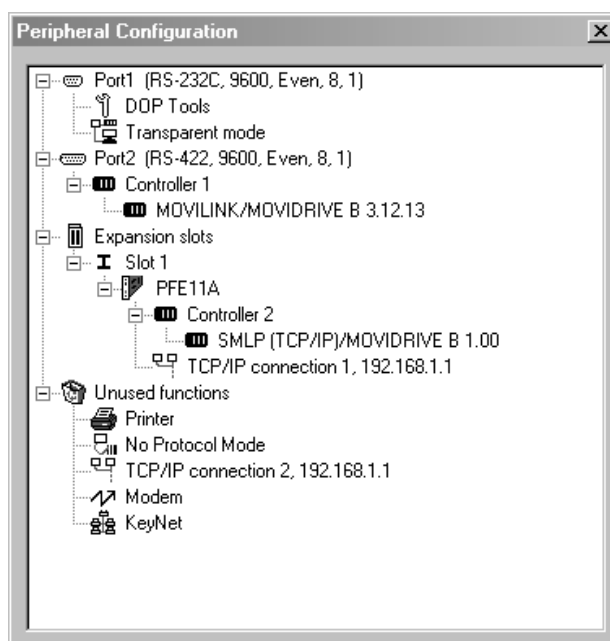 Peripheral Configuration
Port1 (RS-232C, 9600, Even, 8, 1)
DOP Tools
Transparent mode
Port2 (RS-422, 9600, Even, 8, 1)
Controller 1
MOVILINK/MOVIDRIVE B 3.12.13
Expansion slots
Slot 1
PFE11A
Controller 2
SMLP (TCP/IP)/MOVIDRIVE B 1.00
TCP/IP connection 1, 192.168.1.1
Unused functions
Printer
No Protocol Mode
TCP/IP connection 2, 192.168.1.1
Modem
KeyNet